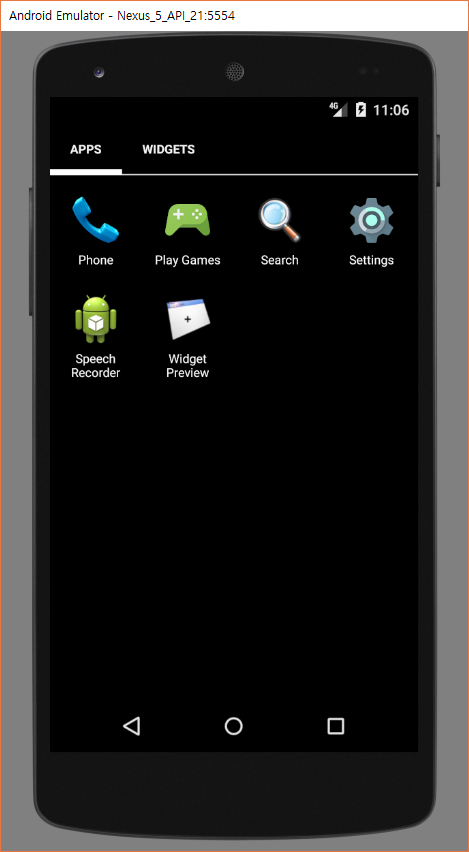 Android Emulator - Nexus_5_API_21:5554
4G 11:06
APPS WIDGETS
Phone Play Games Search Settings
Speech Recorder Widget Preview